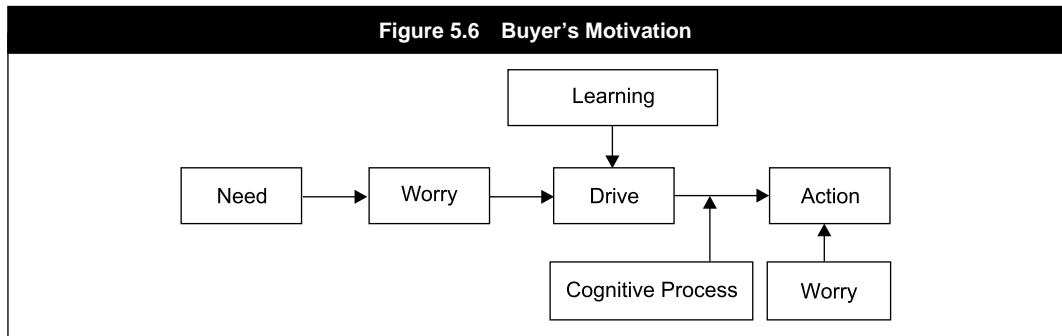 Figure 5.6 Buyer’s Motivation
Learning
Need
Worry
Drive
Action
Cognitive Process
Worry